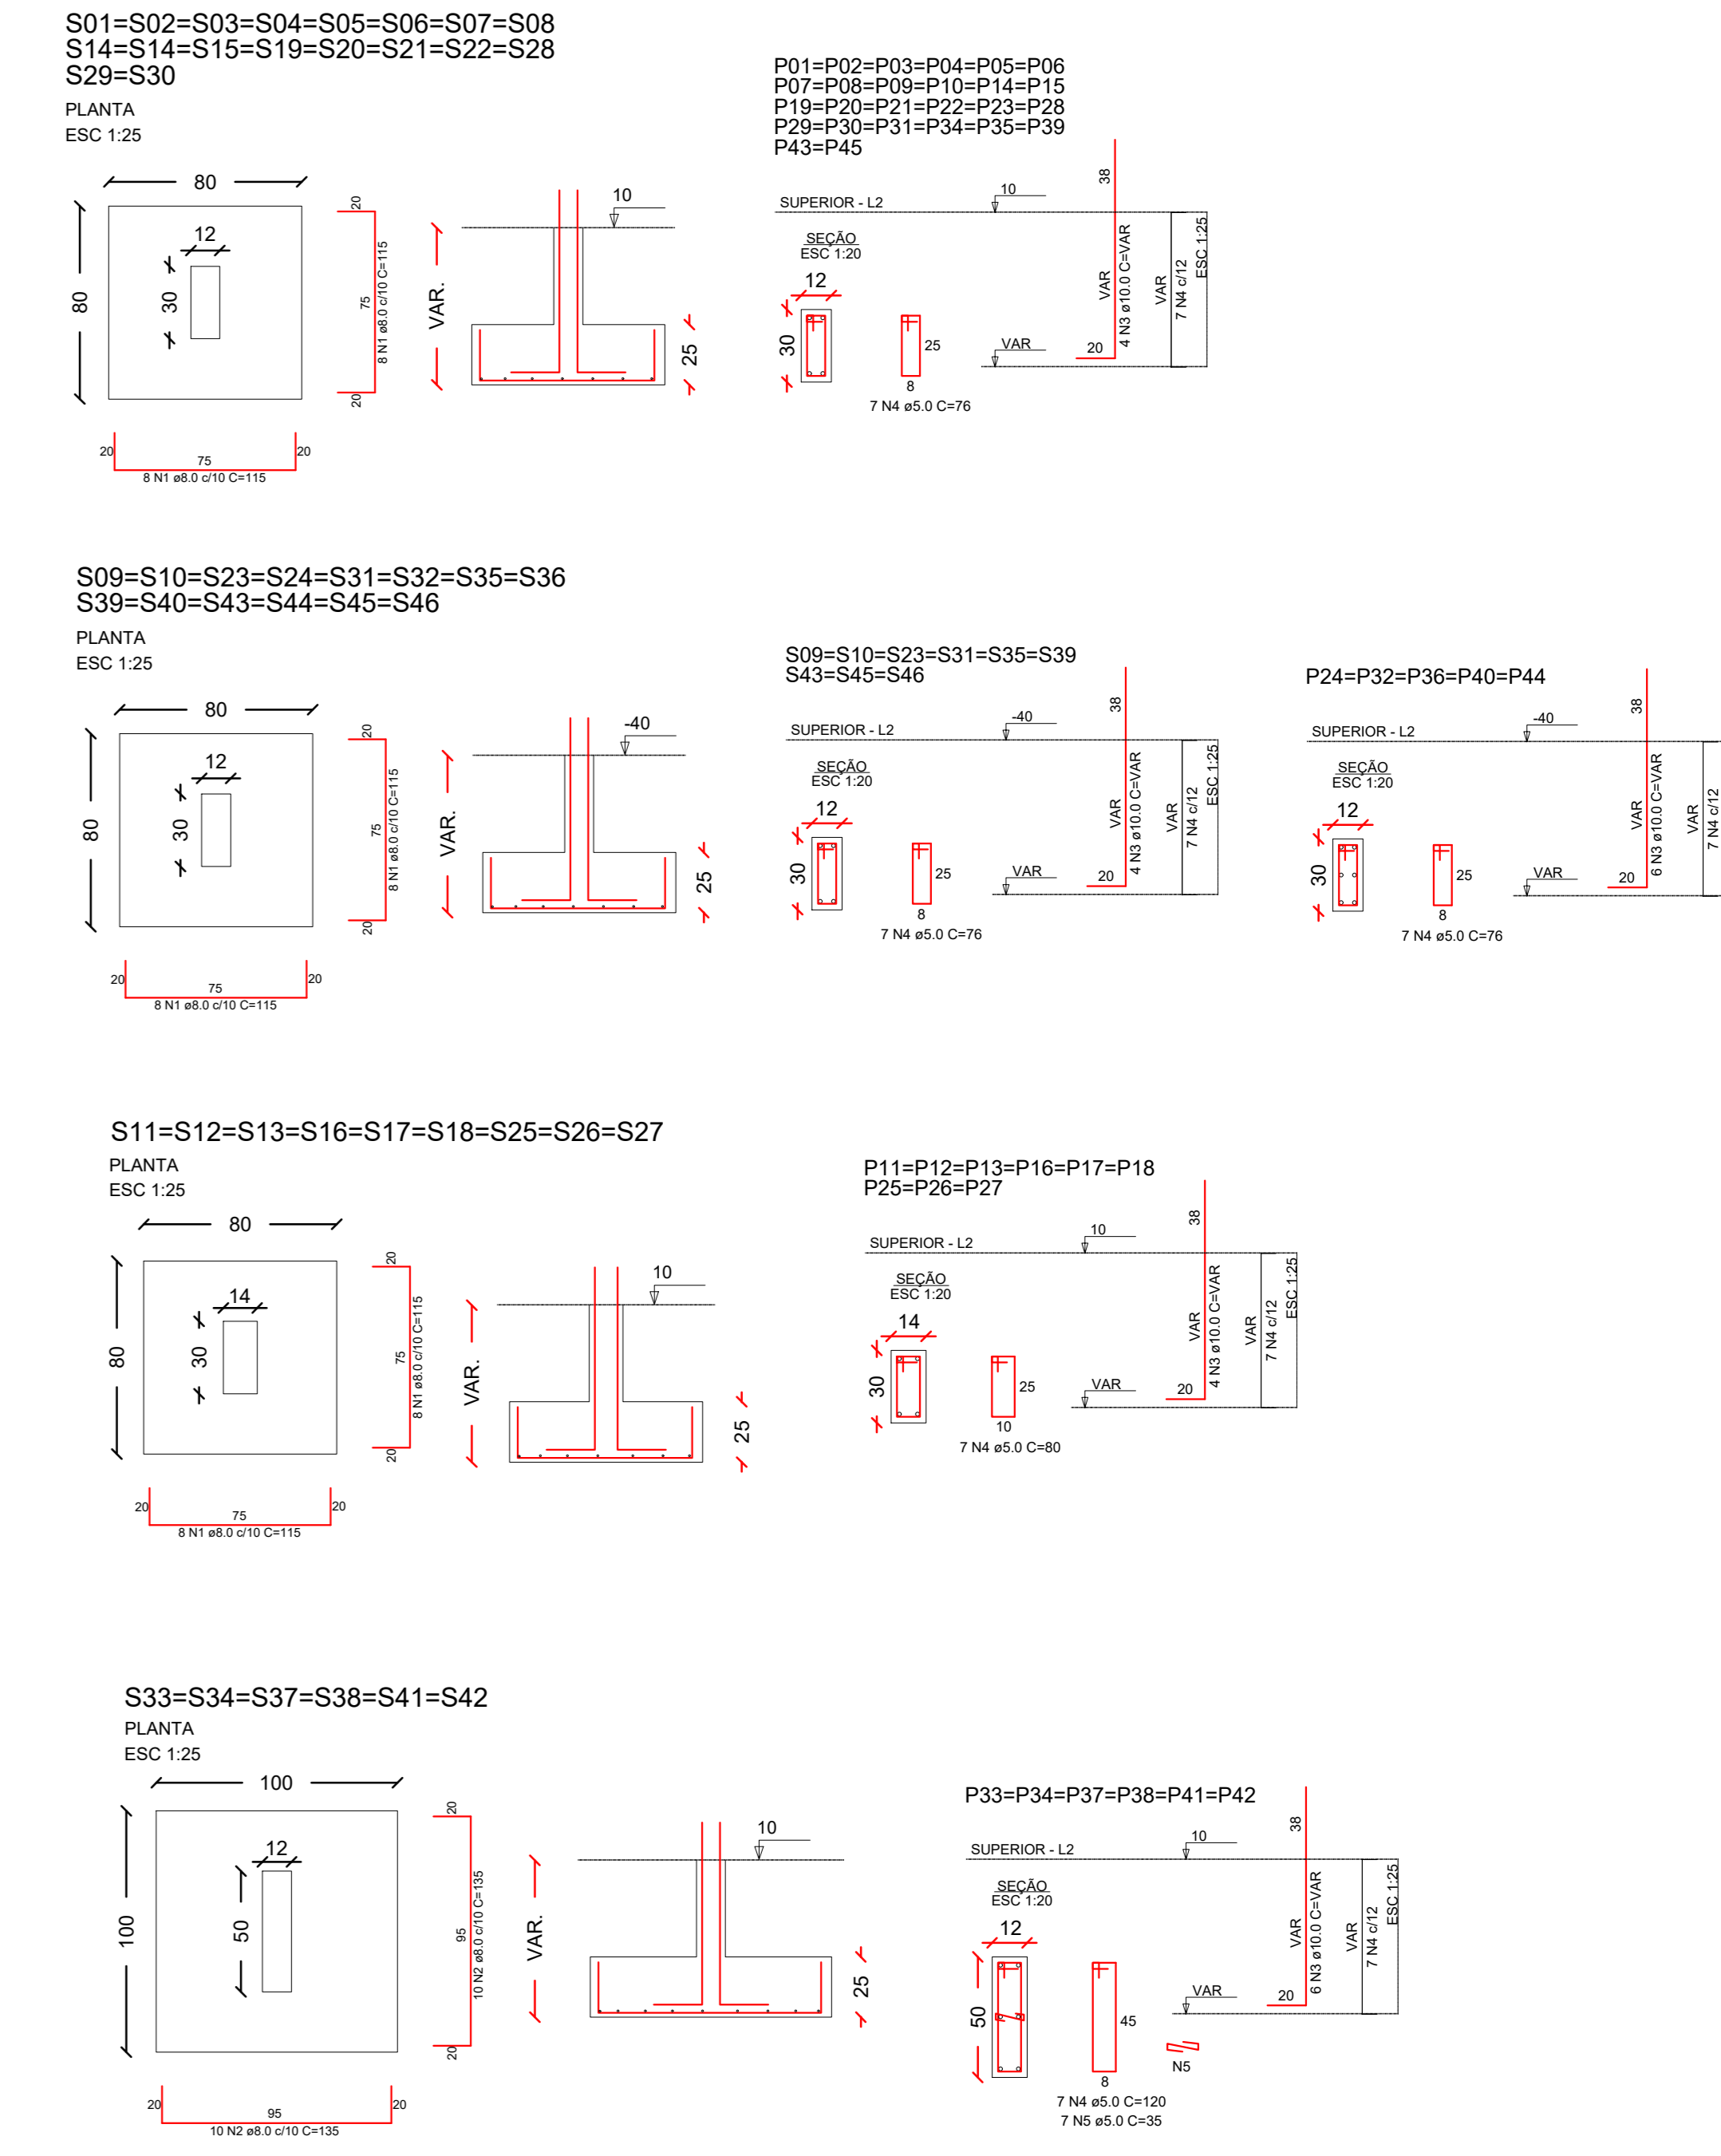 S01=S02=S03=S04=S05=S06=S07=S08
S14=S14=S15=S19=S20=S21=S22=S28
S29=S30
PLANTA
ESC 1:25
80
80
12
30
20
75
8 N1 ø8.0 c/10 C=115
20
20
75
20
8 N1 ø8.0 c/10 C=115
VAR.
10
25
P01=P02=P03=P04=P05=P06
P07=P08=P09=P10=P14=P15
P19=P20=P21=P22=P23=P28
P29=P30=P31=P34=P35=P39
P43=P45
SUPERIOR - L2
10
38
SEÇÃO
ESC 1:20
12
30
25
8
7 N4 ø5.0 C=76
VAR
20
VAR
4 N3 ø10.0 C=VAR
VAR
7 N4 c/12
ESC 1:25
S09=S10=S23=S24=S31=S32=S35=S36
S39=S40=S43=S44=S45=S46
PLANTA
ESC 1:25
80
80
12
30
20
75
8 N1 ø8.0 c/10 C=115
20
20
75
20
8 N1 ø8.0 c/10 C=115
VAR.
-40
25
S09=S10=S23=S31=S35=S39
S43=S45=S46
SUPERIOR - L2
-40
38
SEÇÃO
ESC 1:20
12
30
25
8
7 N4 ø5.0 C=76
VAR
20
VAR
4 N3 ø10.0 C=VAR
VAR
7 N4 c/12
ESC 1:25
P24=P32=P36=P40=P44
SUPERIOR - L2
-40
38
SEÇÃO
ESC 1:20
12
30
25
8
7 N4 ø5.0 C=76
VAR
20
VAR
6 N3 ø10.0 C=VAR
VAR
7 N4 c/12
S11=S12=S13=S16=S17=S18=S25=S26=S27
PLANTA
ESC 1:25
80
80
14
30
20
75
8 N1 ø8.0 c/10 C=115
20
20
75
20
8 N1 ø8.0 c/10 C=115
VAR.
10
25
P11=P12=P13=P16=P17=P18
P25=P26=P27
SUPERIOR - L2
10
38
SEÇÃO
ESC 1:20
14
30
25
10
7 N4 ø5.0 C=80
VAR
20
VAR
4 N3 ø10.0 C=VAR
VAR
7 N4 c/12
ESC 1:25
S33=S34=S37=S38=S41=S42
PLANTA
ESC 1:25
100
100
12
50
20
95
10 N2 ø8.0 c/10 C=135
20
20
95
20
10 N2 ø8.0 c/10 C=135
VAR.
10
25
P33=P34=P37=P38=P41=P42
SUPERIOR - L2
10
38
SEÇÃO
ESC 1:20
12
50
45
8
7 N4 ø5.0 C=120
7 N5 ø5.0 C=35
N5
VAR
20
VAR
6 N3 ø10.0 C=VAR
VAR
7 N4 c/12
ESC 1:25